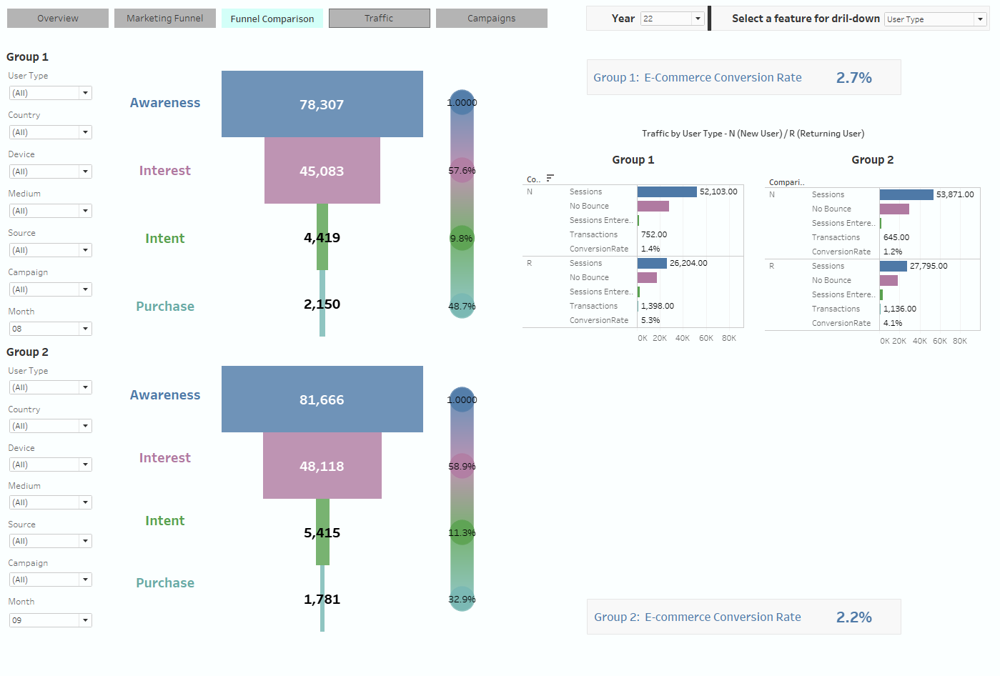 Overview
Marketing Funnel
Funnel Comparison
Traffic
Campaigns
Year
22
Select a feature for dril-down
User Type
Group 1
User Type
(All)
Country
(All)
Device
(All)
Medium
(All)
Source
(All)
Campaign
(All)
Month
08
Awareness
78,307
1.0000
Interest
45,083
57.6%
Intent
4,419
9.8%
Purchase
2,150
48.7%
Group 1: E-Commerce Conversion Rate 2.7%
Traffic by User Type - N (New User) / R (Returning User)
Group 1
Co..
N
Sessions 52,103.00
No Bounce
Sessions Entere..
Transactions 752.00
ConversionRate 1.4%
R
Sessions 26,204.00
No Bounce
Sessions Entere..
Transactions 1,398.00
ConversionRate 5.3%
0K 20K 40K 60K 80K
Group 2
Compari..
N
Sessions 53,871.00
No Bounce
Sessions Entere..
Transactions 645.00
ConversionRate 1.2%
R
Sessions 27,795.00
No Bounce
Sessions Entere..
Transactions 1,136.00
ConversionRate 4.1%
0K 20K 40K 60K 80K
Group 2
User Type
(All)
Country
(All)
Device
(All)
Medium
(All)
Source
(All)
Campaign
(All)
Month
09
Awareness
81,666
1.0000
Interest
48,118
58.9%
Intent
5,415
11.3%
Purchase
1,781
32.9%
Group 2: E-commerce Conversion Rate 2.2%